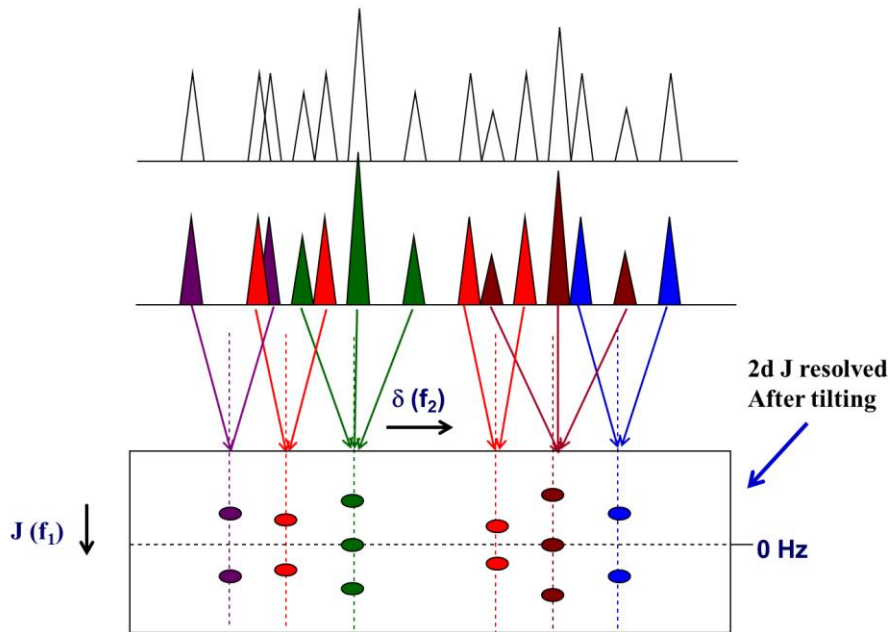 2d J resolved
After tilting
δ (f₂)
J (f₁)
0 Hz